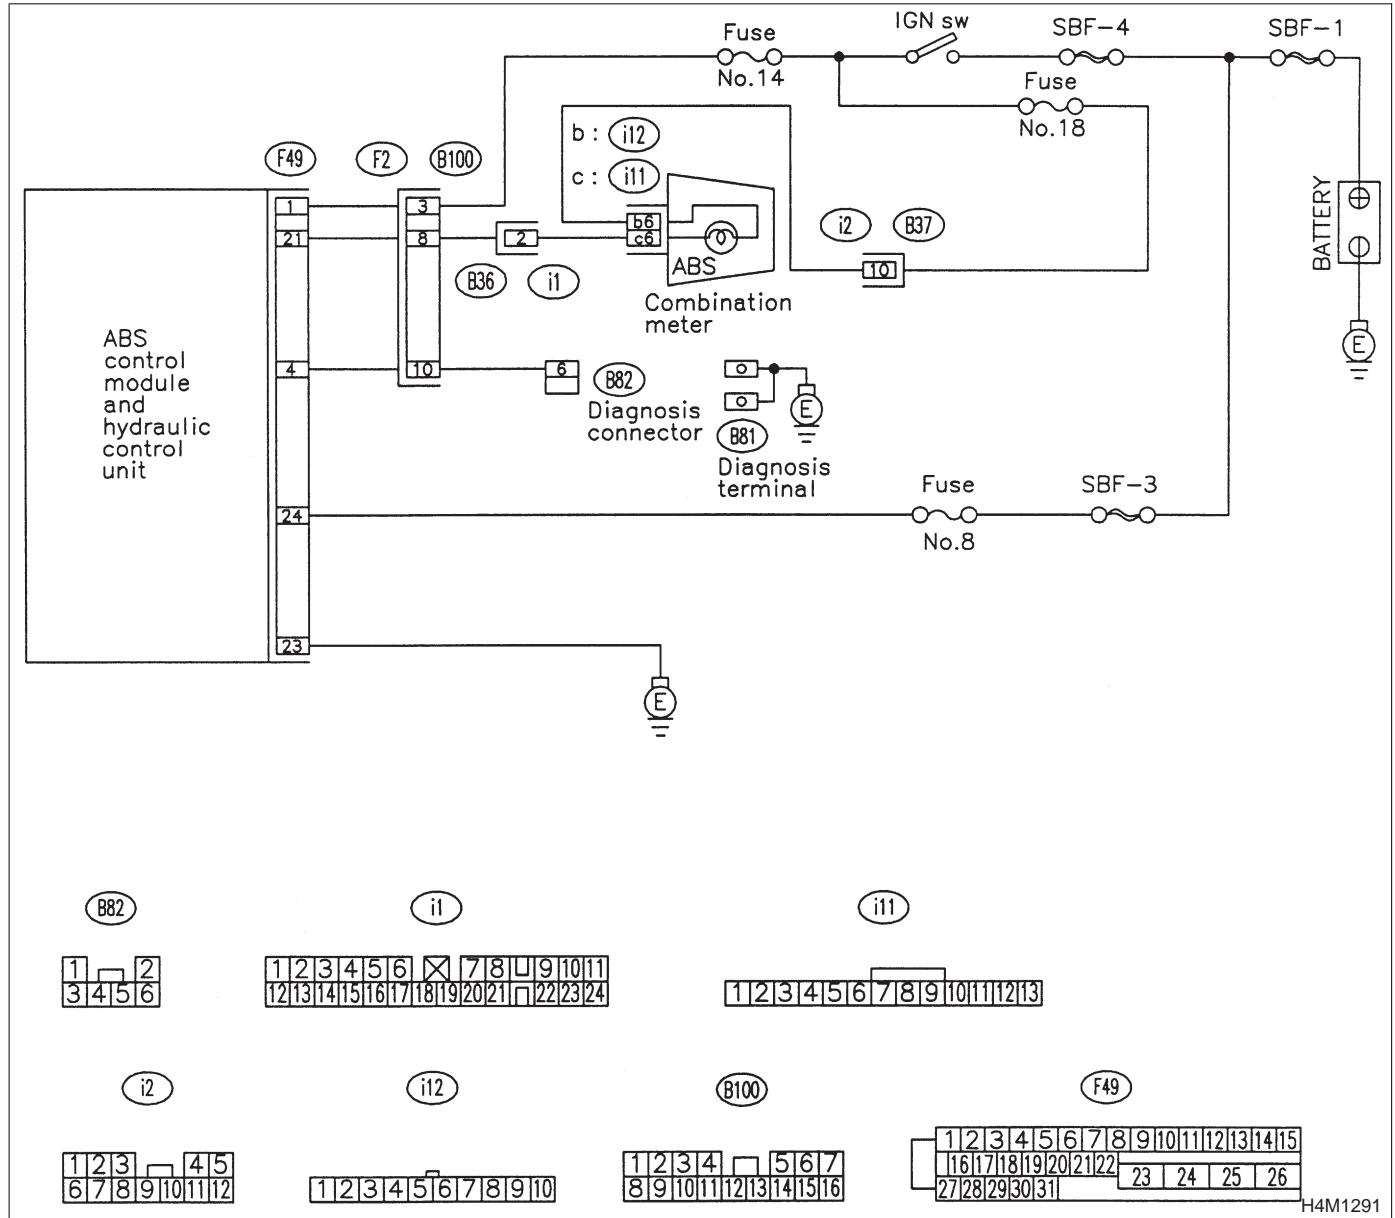 IGN sw
SBF-4
SBF-1
Fuse
No.14
Fuse
No.18
b : i12
c : i11
F49
F2
B100
1
3
21
8
2
b6
c6
ABS
i2
B37
10
B36
i1
Combination
meter
BATTERY
E
ABS
control
module
and
hydraulic
control
unit
4
10
6
B82
Diagnosis
connector
B81
Diagnosis
terminal
E
24
Fuse
No.8
SBF-3
23
E
B82
i1
i11
1 2
3 4 5 6
1 2 3 4 5 6 7 8 9 10 11
12 13 14 15 16 17 18 19 20 21 22 23 24
1 2 3 4 5 6 7 8 9 10 11 12 13
i2
i12
B100
F49
1 2 3 4 5
6 7 8 9 10 11 12
1 2 3 4 5 6 7 8 9 10
1 2 3 4 5 6 7
8 9 10 11 12 13 14 15 16
1 2 3 4 5 6 7 8 9 10 11 12 13 14 15
16 17 18 19 20 21 22
23 24 25 26
27 28 29 30 31
H4M1291